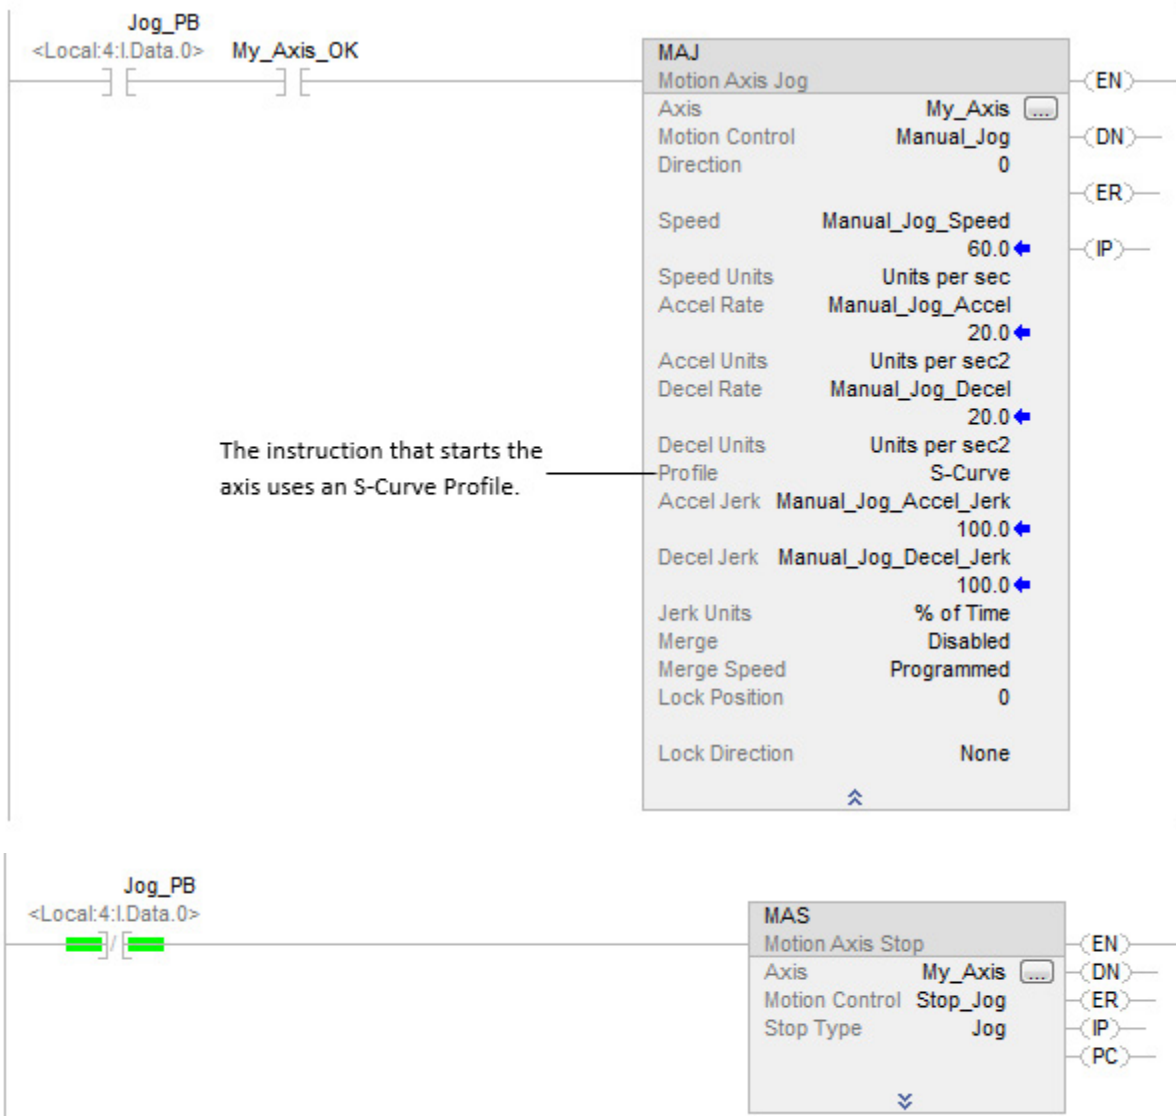 Jog_PB
<Local:4:I.Data.0> My_Axis_OK
MAJ
Motion Axis Jog
EN
Axis My_Axis ...
Motion Control Manual_Jog
DN
Direction 0
ER
Speed Manual_Jog_Speed
60.0
IP
Speed Units Units per sec
Accel Rate Manual_Jog_Accel
20.0
Accel Units Units per sec2
Decel Rate Manual_Jog_Decel
20.0
Decel Units Units per sec2
The instruction that starts the
axis uses an S-Curve Profile.
Profile S-Curve
Accel Jerk Manual_Jog_Accel_Jerk
100.0
Decel Jerk Manual_Jog_Decel_Jerk
100.0
Jerk Units % of Time
Merge Disabled
Merge Speed Programmed
Lock Position 0
Lock Direction None
Jog_PB
<Local:4:I.Data.0>
MAS
Motion Axis Stop
EN
Axis My_Axis ...
DN
Motion Control Stop_Jog
ER
Stop Type Jog
IP
PC